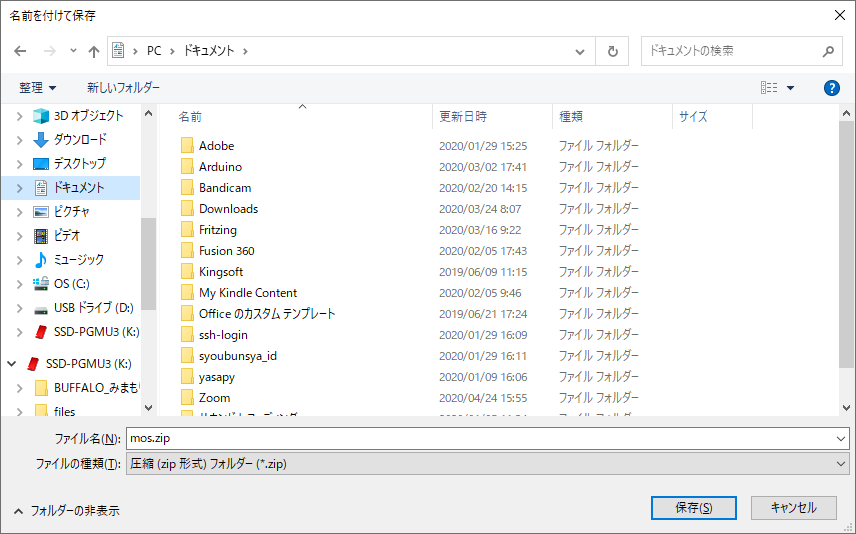 名前を付けて保存
PC ドキュメント
ドキュメントの検索
整理 新しいフォルダー
名前 更新日時 種類 サイズ
3D オブジェクト
ダウンロード
デスクトップ
ドキュメント
ピクチャ
ビデオ
ミュージック
OS (C:)
USB ドライブ (D:)
SSD-PGMU3 (K:)
SSD-PGMU3 (K:)
BUFFALO_みまも
files
Adobe 2020/01/29 15:25 ファイル フォルダー
Arduino 2020/03/02 17:41 ファイル フォルダー
Bandicam 2020/02/20 14:15 ファイル フォルダー
Downloads 2020/03/24 8:07 ファイル フォルダー
Fritzing 2020/03/16 9:22 ファイル フォルダー
Fusion 360 2020/02/05 17:43 ファイル フォルダー
Kingsoft 2019/06/09 11:15 ファイル フォルダー
My Kindle Content 2020/02/05 9:46 ファイル フォルダー
Office のカスタム テンプレート 2019/06/21 17:24 ファイル フォルダー
ssh-login 2020/01/29 16:09 ファイル フォルダー
syoubunsya_id 2020/01/29 16:11 ファイル フォルダー
yasapy 2020/01/09 16:06 ファイル フォルダー
Zoom 2020/04/24 15:55 ファイル フォルダー
ファイル名(N): mos.zip
ファイルの種類(T): 圧縮 (zip 形式) フォルダー (*.zip)
フォルダーの非表示
保存(S) キャンセル